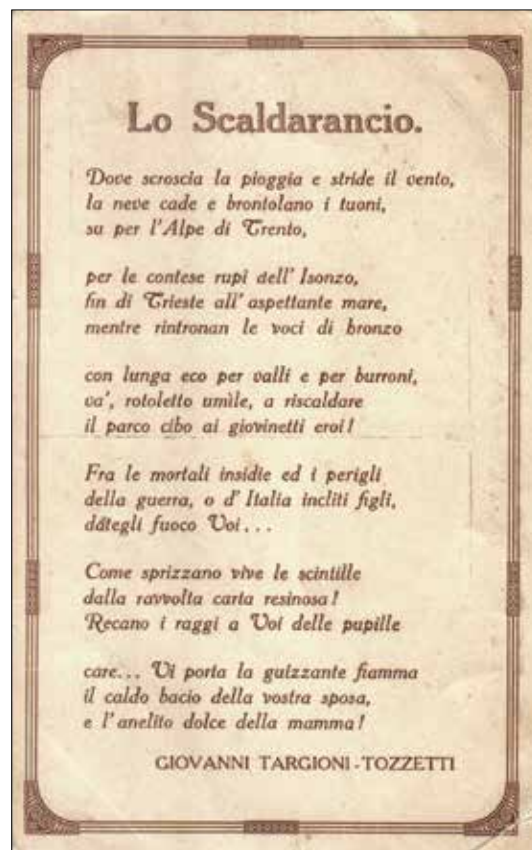 Lo Scaldarancio.
Dove scroscia la pioggia e stride il vento,
la neve cade e brontolano i tuoni,
su per l'Alpe di Trento,
per le contese rupi dell'Isonzo,
fin di Trieste all'aspettante mare,
mentre rintronan le voci di bronzo
con lunga eco per valli e per burroni,
va', rotoletto umìle, a riscaldare
il parco cibo ai giovinetti eroi!
Fra le mortali insidie ed i perigli
della guerra, o d'Italia incliti figli,
dátegli fuoco Voi...
Come sprizzano vive le scintille
dalla ravvolta carta resinosa!
Recano i raggi a Voi delle pupille
care... Vi porta la guizzante fiamma
il caldo bacio della vostra sposa,
e l'anelito dolce della mamma!
GIOVANNI TARGIONI-TOZZETTI